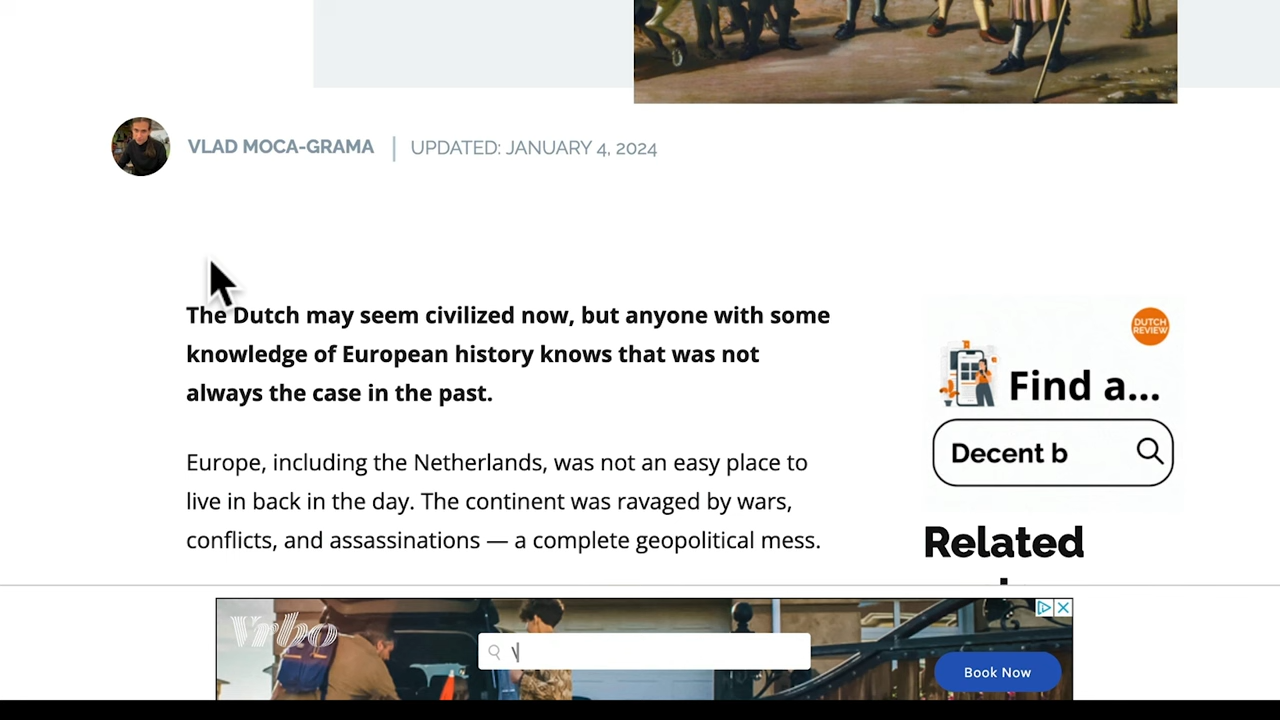 VLAD MOCA-GRAMA | UPDATED: JANUARY 4, 2024
The Dutch may seem civilized now, but anyone with some
knowledge of European history knows that was not
always the case in the past.
Europe, including the Netherlands, was not an easy place to
live in back in the day. The continent was ravaged by wars,
conflicts, and assassinations — a complete geopolitical mess.
DUTCH
REVIEW
Find a...
Decent b
Related
Vrbo
V
Book Now